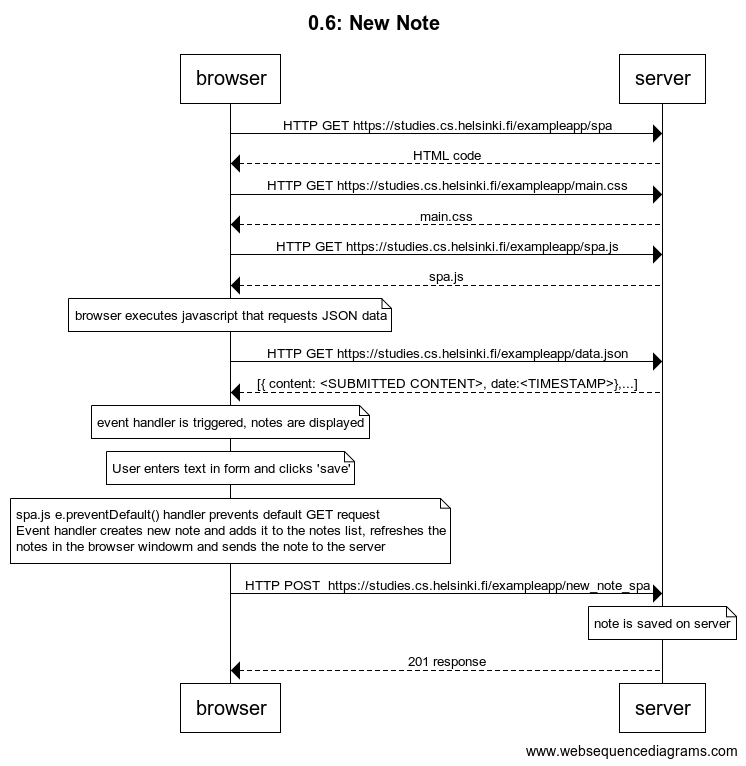 0.6: New Note
browser
server
HTTP GET https://studies.cs.helsinki.fi/exampleapp/spa
HTML code
HTTP GET https://studies.cs.helsinki.fi/exampleapp/main.css
main.css
HTTP GET https://studies.cs.helsinki.fi/exampleapp/spa.js
spa.js
browser executes javascript that requests JSON data
HTTP GET https://studies.cs.helsinki.fi/exampleapp/data.json
[{ content: <SUBMITTED CONTENT>, date:<TIMESTAMP>},...]
event handler is triggered, notes are displayed
User enters text in form and clicks 'save'
spa.js e.preventDefault() handler prevents default GET request
Event handler creates new note and adds it to the notes list, refreshes the
notes in the browser windowm and sends the note to the server
HTTP POST  https://studies.cs.helsinki.fi/exampleapp/new_note_spa
note is saved on server
201 response
browser
server
www.websequencediagrams.com